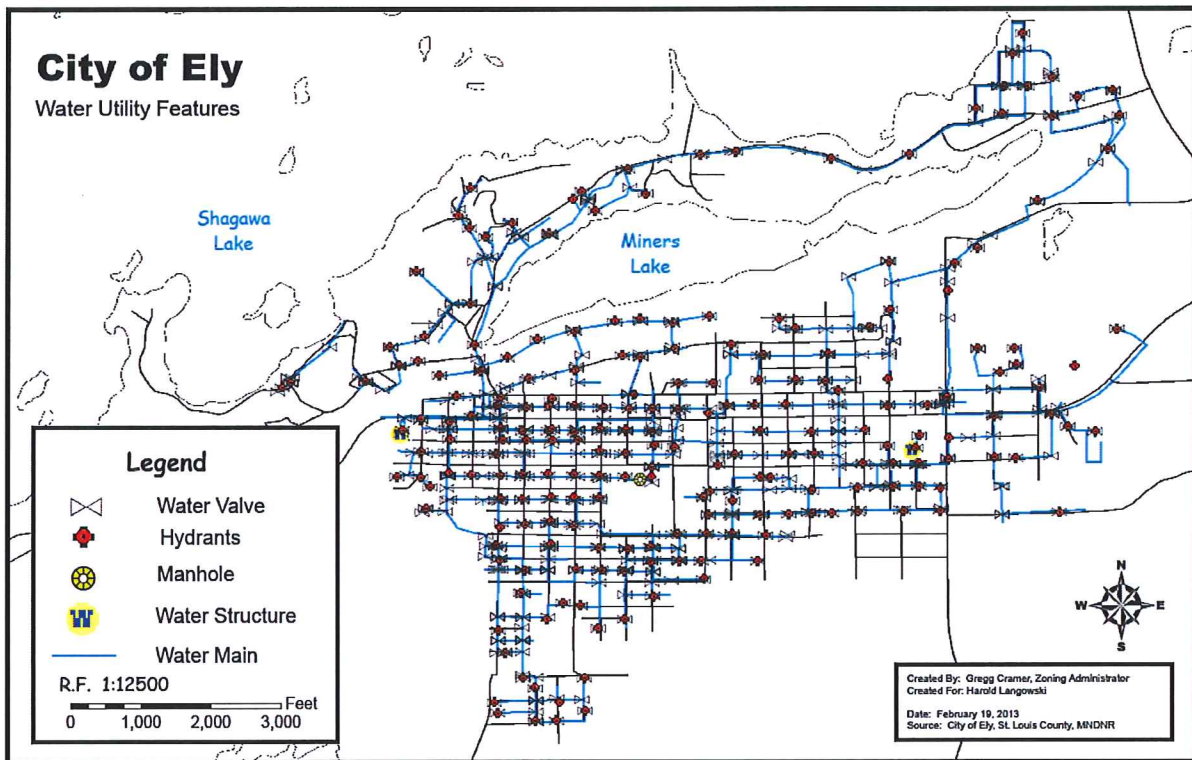 City of Ely
Water Utility Features
Shagawa
Lake
Miners
Lake
Legend
Water Valve
Hydrants
Manhole
W Water Structure
Water Main
R.F. 1:12500
Feet
0 1,000 2,000 3,000
W
W
N
W E
S
Created By: Gregg Cramer, Zoning Administrator
Created For: Harold Langowski
Date: February 19, 2013
Source: City of Ely, St. Louis County, MNDNR